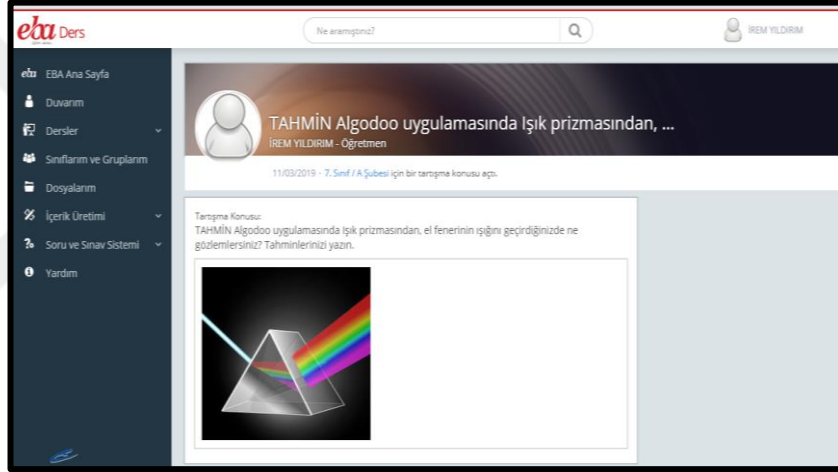 eba Ders
Ne aramıştınız?
İREM YILDIRIM
eba EBA Ana Sayfa
Duvarım
Dersler
Sınıflarım ve Gruplarım
Dosyalarım
İçerik Üretimi
Soru ve Sınav Sistemi
Yardım
TAHMİN Algodoo uygulamasında Işık prizmasından, ...
İREM YILDIRIM - Öğretmen
11/03/2019 - 7. Sınıf / A Şubesi için bir tartışma konusu açtı.
Tartışma Konusu:
TAHMİN Algodoo uygulamasında Işık prizmasından, el fenerinin ışığını geçirdiğinizde ne
gözlemlersiniz? Tahminlerinizi yazın.